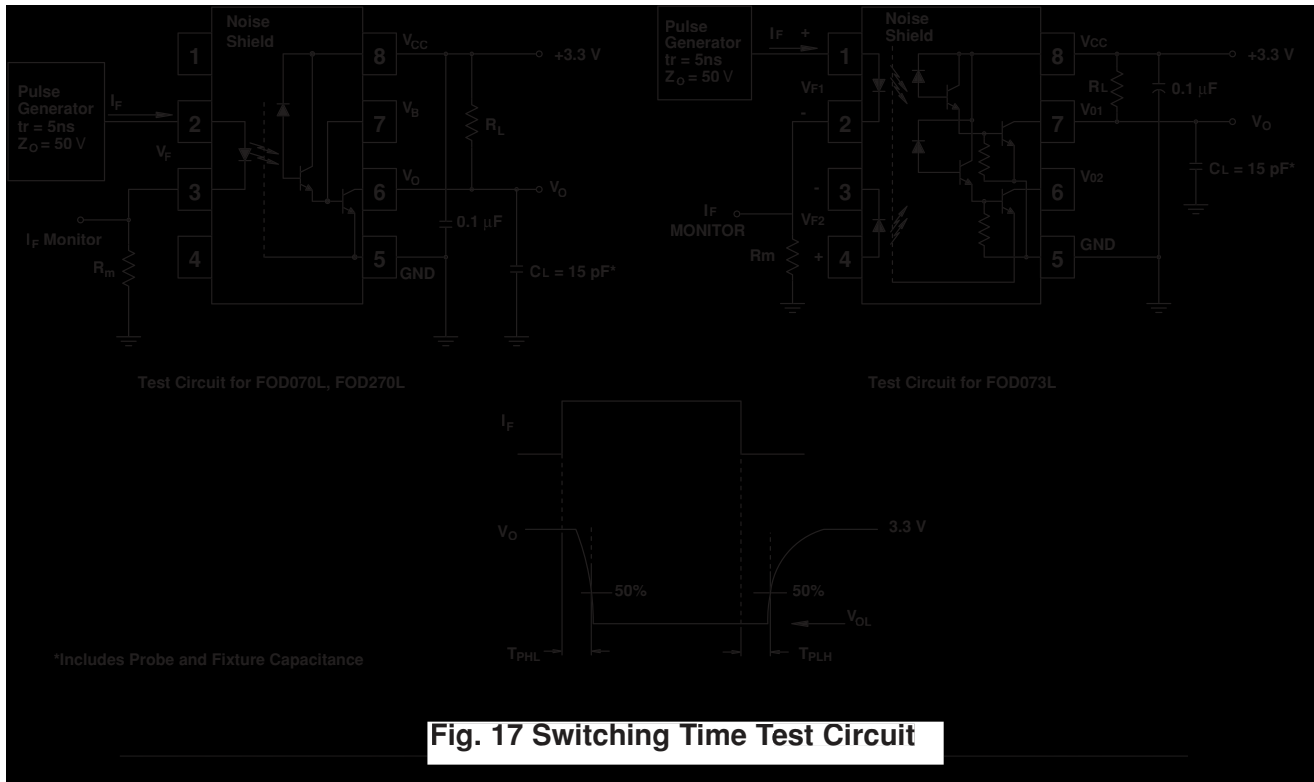 Noise
Shield
1
8
VCC
+3.3 V
Pulse
Generator
tr = 5ns
ZO = 50 V
IF
2
7
VB
RL
VF
3
6
VO
VO
IF Monitor
0.1 μF
4
5
GND
Rm
CL = 15 pF*
Test Circuit for FOD070L, FOD270L
Pulse
Generator
tr = 5ns
ZO = 50 V
IF +
Noise
Shield
1
8
VCC
+3.3 V
VF1
RL
0.1 μF
-
2
7
V01
VO
-
3
6
V02
CL = 15 pF*
IF
MONITOR
VF2
Rm
+
4
5
GND
Test Circuit for FOD073L
IF
VO
3.3 V
50%
50%
VOL
TPHL
TPLH
*Includes Probe and Fixture Capacitance
Fig. 17 Switching Time Test Circuit